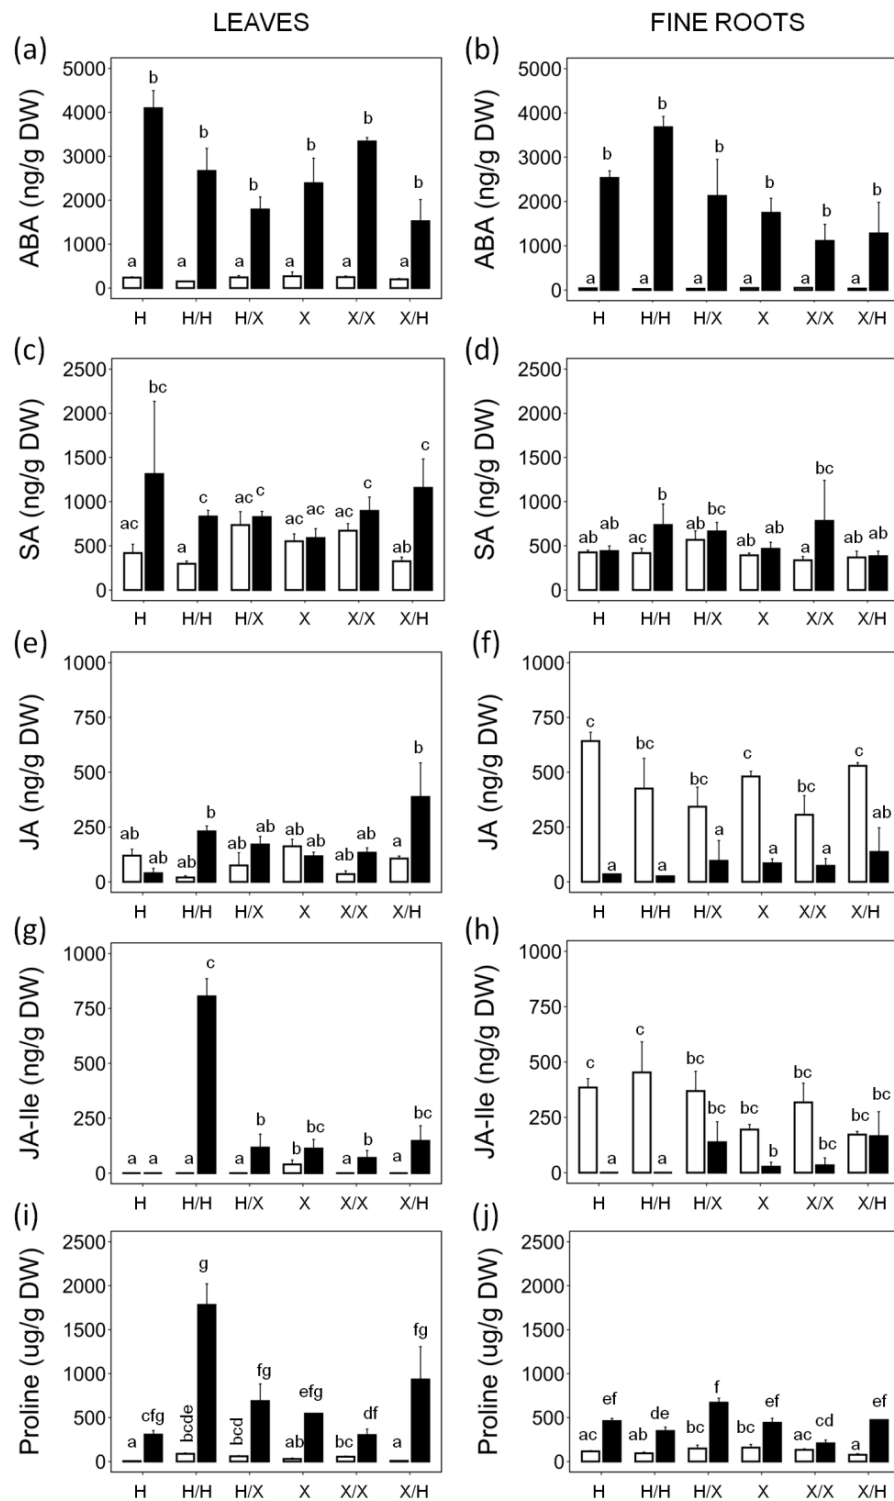 LEAVES FINE ROOTS
(a) (b)
ABA (ng/g DW) ABA (ng/g DW)
5000 5000
4000 4000
3000 3000
2000 2000
1000 1000
0 0
a b a b a b a b a b a b
a b a b a b a b a b a b
H H/H H/X X X/X X/H
H H/H H/X X X/X X/H
(c) (d)
SA (ng/g DW) SA (ng/g DW)
2500 2500
2000 2000
1500 1500
1000 1000
500 500
0 0
ac bc a c ac c ac ac ac c ab c
ab ab ac b ab bc ab ab a bc ab ab
H H/H H/X X X/X X/H
H H/H H/X X X/X X/H
(e) (f)
JA (ng/g DW) JA (ng/g DW)
1000 1000
750 750
500 500
250 250
0 0
ab ab ab b ab ab ab ab ab ab a b
c a bc a bc a c a bc a c ab
H H/H H/X X X/X X/H
H H/H H/X X X/X X/H
(g) (h)
JA-Ile (ng/g DW) JA-Ile (ng/g DW)
1000 1000
750 750
500 500
250 250
0 0
a a a c a b b bc a b a bc
c a c a bc bc bc b bc bc bc bc
H H/H H/X X X/X X/H
H H/H H/X X X/X X/H
(i) (j)
Proline (ug/g DW) Proline (ug/g DW)
2500 2500
2000 2000
1500 1500
1000 1000
500 500
0 0
a cfg bcde g bcd fg ab efg bc df a fg
ac ef ab de bc f bc ef ac cd a ef
H H/H H/X X X/X X/H
H H/H H/X X X/X X/H